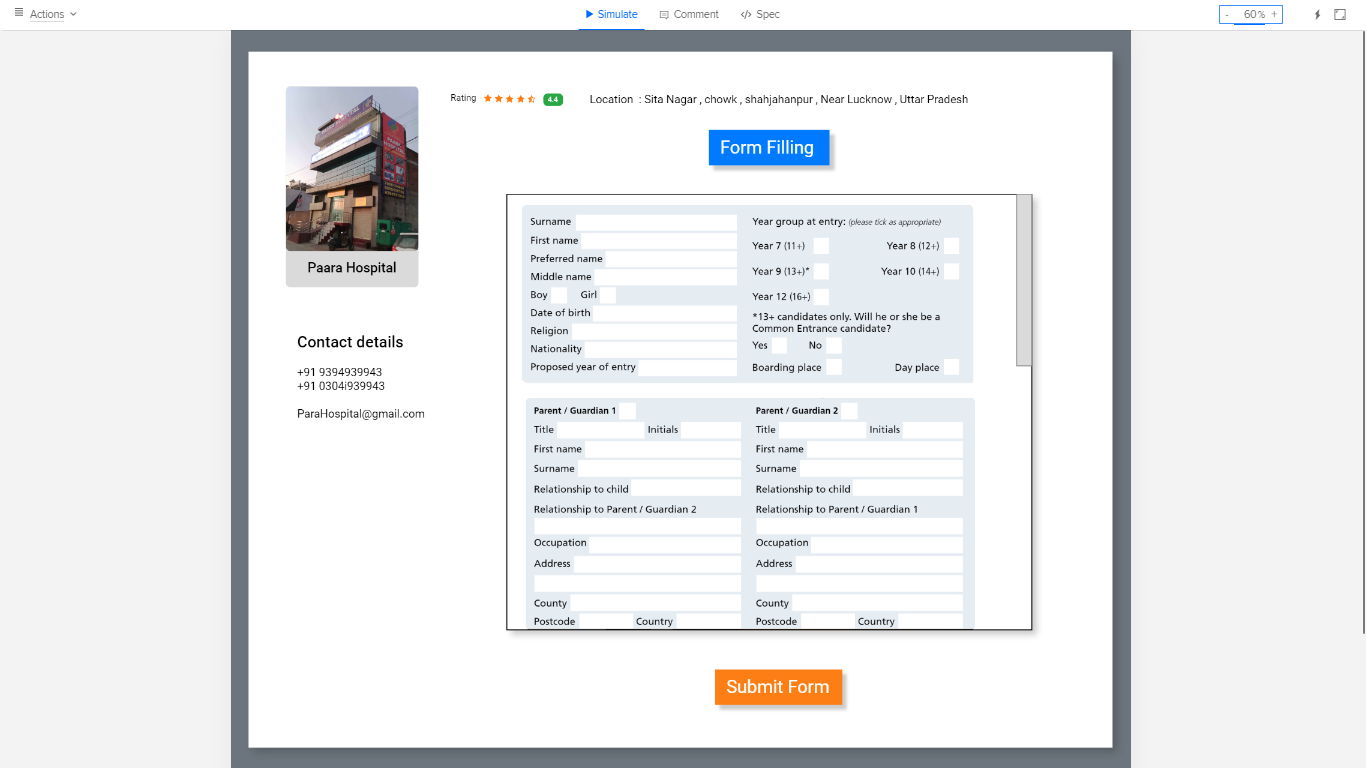 Actions
Simulate
Comment
Spec
- 60% +
Rating
4.4
Location : Sita Nagar , chowk , shahjahanpur , Near Lucknow , Uttar Pradesh
Form Filling
Paara Hospital
Contact details
+91 9394939943
+91 0304i939943
ParaHospital@gmail.com
Surname
First name
Preferred name
Middle name
Boy Girl
Date of birth
Religion
Nationality
Proposed year of entry
Year group at entry: (please tick as appropriate)
Year 7 (11+) Year 8 (12+)
Year 9 (13+)* Year 10 (14+)
Year 12 (16+)
*13+ candidates only. Will he or she be a
Common Entrance candidate?
Yes No
Boarding place Day place
Parent / Guardian 1
Title Initials
First name
Surname
Relationship to child
Relationship to Parent / Guardian 2
Occupation
Address
County
Postcode Country
Parent / Guardian 2
Title Initials
First name
Surname
Relationship to child
Relationship to Parent / Guardian 1
Occupation
Address
County
Postcode Country
Submit Form